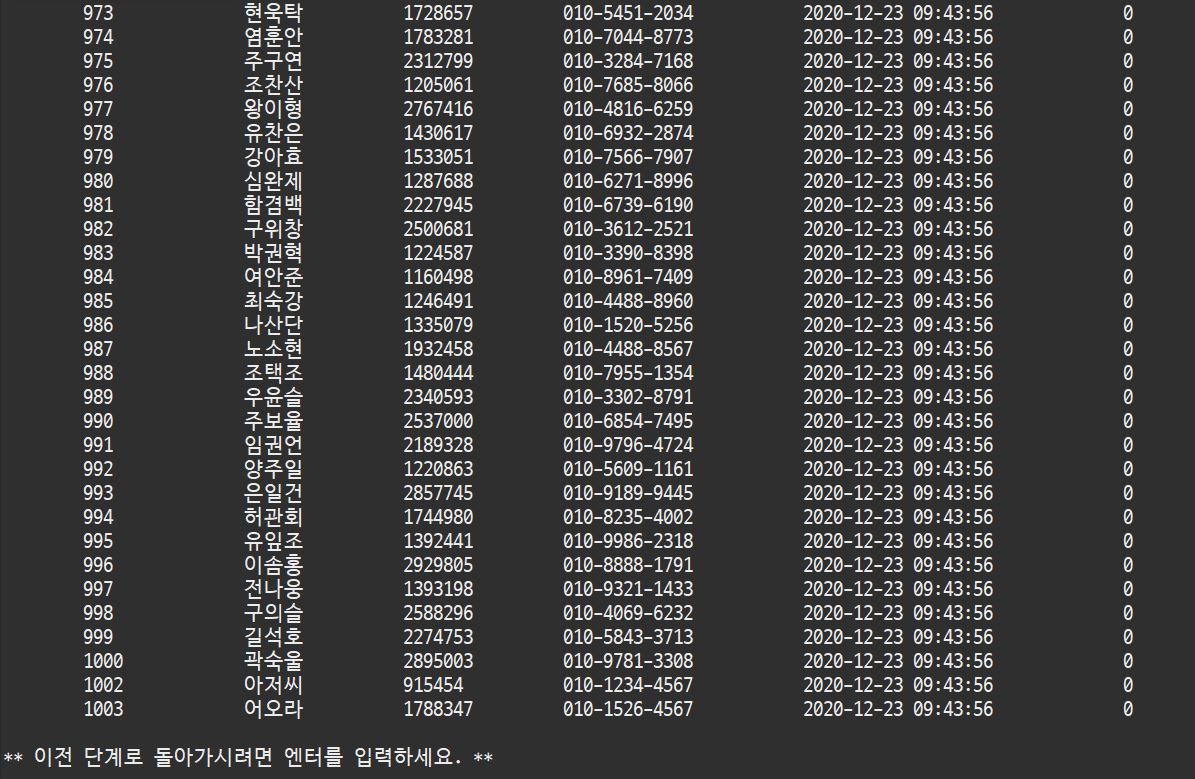 973 현욱탁 1728657 010-5451-2034 2020-12-23 09:43:56 0
974 염훈안 1783281 010-7044-8773 2020-12-23 09:43:56 0
975 주구연 2312799 010-3284-7168 2020-12-23 09:43:56 0
976 조찬산 1205061 010-7685-8066 2020-12-23 09:43:56 0
977 왕이형 2767416 010-4816-6259 2020-12-23 09:43:56 0
978 유찬은 1430617 010-6932-2874 2020-12-23 09:43:56 0
979 강아효 1533051 010-7566-7907 2020-12-23 09:43:56 0
980 심완제 1287688 010-6271-8996 2020-12-23 09:43:56 0
981 함겸백 2227945 010-6739-6190 2020-12-23 09:43:56 0
982 구위창 2500681 010-3612-2521 2020-12-23 09:43:56 0
983 박권혁 1224587 010-3390-8398 2020-12-23 09:43:56 0
984 여안준 1160498 010-8961-7409 2020-12-23 09:43:56 0
985 최숙강 1246491 010-4488-8960 2020-12-23 09:43:56 0
986 나산단 1335079 010-1520-5256 2020-12-23 09:43:56 0
987 노소현 1932458 010-4488-8567 2020-12-23 09:43:56 0
988 조택조 1480444 010-7955-1354 2020-12-23 09:43:56 0
989 우윤슬 2340593 010-3302-8791 2020-12-23 09:43:56 0
990 주보율 2537000 010-6854-7495 2020-12-23 09:43:56 0
991 임권언 2189328 010-9796-4724 2020-12-23 09:43:56 0
992 양주일 1220863 010-5609-1161 2020-12-23 09:43:56 0
993 은일건 2857745 010-9189-9445 2020-12-23 09:43:56 0
994 허관회 1744980 010-8235-4002 2020-12-23 09:43:56 0
995 유잎조 1392441 010-9986-2318 2020-12-23 09:43:56 0
996 이솜홍 2929805 010-8888-1791 2020-12-23 09:43:56 0
997 전나웅 1393198 010-9321-1433 2020-12-23 09:43:56 0
998 구의슬 2588296 010-4069-6232 2020-12-23 09:43:56 0
999 길석호 2274753 010-5843-3713 2020-12-23 09:43:56 0
1000 곽숙울 2895003 010-9781-3308 2020-12-23 09:43:56 0
1002 아저씨 915454 010-1234-4567 2020-12-23 09:43:56 0
1003 어오라 1788347 010-1526-4567 2020-12-23 09:43:56 0
** 이전 단계로 돌아가시려면 엔터를 입력하세요. **